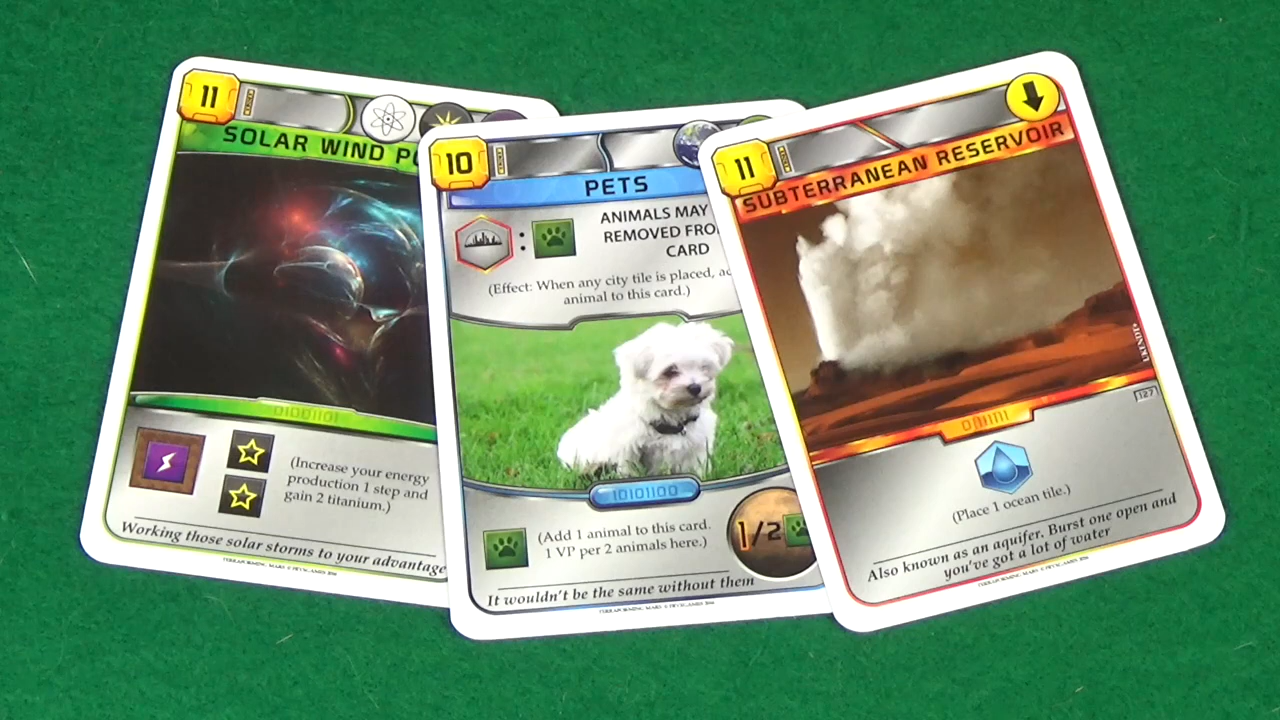 11
SOLAR WIND PO
01001101
(Increase your energy
production 1 step and
gain 2 titanium.)
Working those solar storms to your advantage
10
PETS
ANIMALS MAY
REMOVED FRO
CARD
:
(Effect: When any city tile is placed, ad
animal to this card.)
10101100
(Add 1 animal to this card.
1 VP per 2 animals here.)
1/2
It wouldn't be the same without them
11
SUBTERRANEAN RESERVOIR
127
(Place 1 ocean tile.)
Also known as an aquifer. Burst one open and
you've got a lot of water